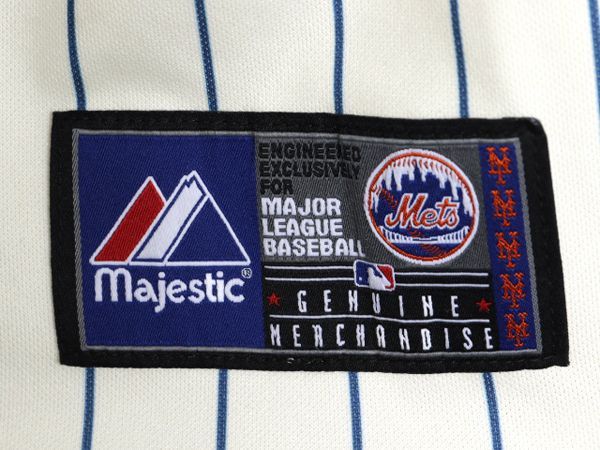 Majestic®
ENGINEERED
EXCLUSIVELY
FOR
MAJOR
LEAGUE
BASEBALL
Mets
GENUINE
MERCHANDISE
NY
NY
NY
NY
NY